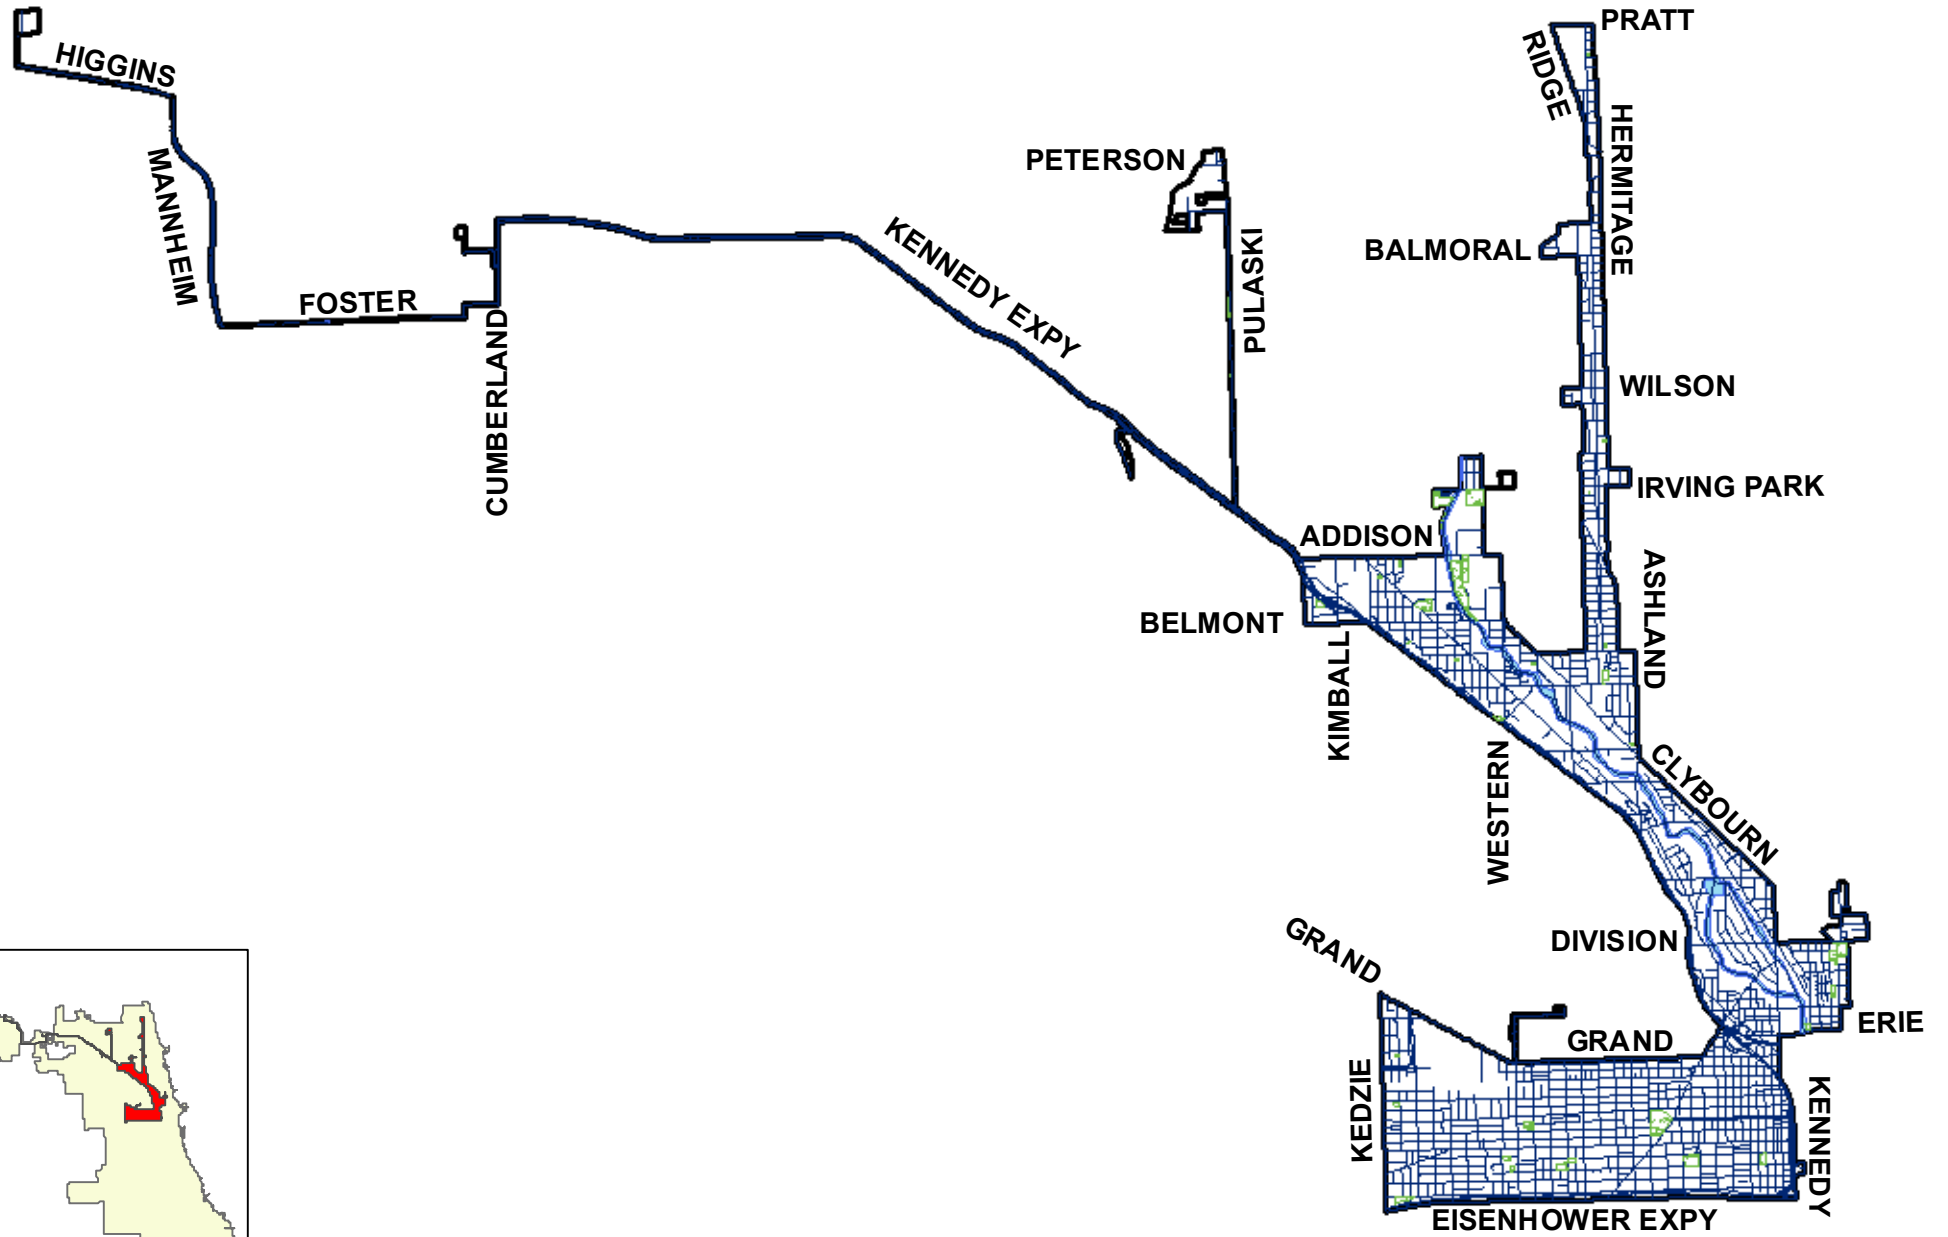 PRATT
HIGGINS
RIDGE
HERMITAGE
PETERSON
MANNHEIM
KENNEDY EXPY
BALMORAL
PULASKI
FOSTER
CUMBERLAND
WILSON
IRVING PARK
ADDISON
ASHLAND
BELMONT
KIMBALL
WESTERN
CLYBOURN
GRAND
DIVISION
ERIE
GRAND
KEDZIE
KENNEDY
EISENHOWER EXPY